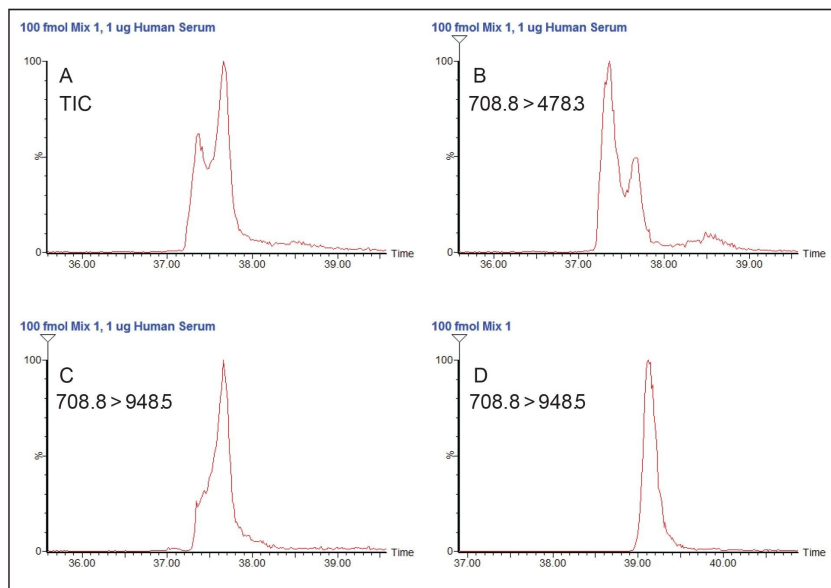 100 fmol Mix 1, 1 ug Human Serum
100
A
TIC
%
0
36.00 37.00 38.00 39.00 Time
100 fmol Mix 1, 1 ug Human Serum
100
B
708.8 > 478.3
%
0
36.00 37.00 38.00 39.00 Time
100 fmol Mix 1, 1 ug Human Serum
100
C
708.8 > 948.5
%
0
36.00 37.00 38.00 39.00 Time
100 fmol Mix 1
100
D
708.8 > 948.5
%
0
37.00 38.00 39.00 40.00 Time